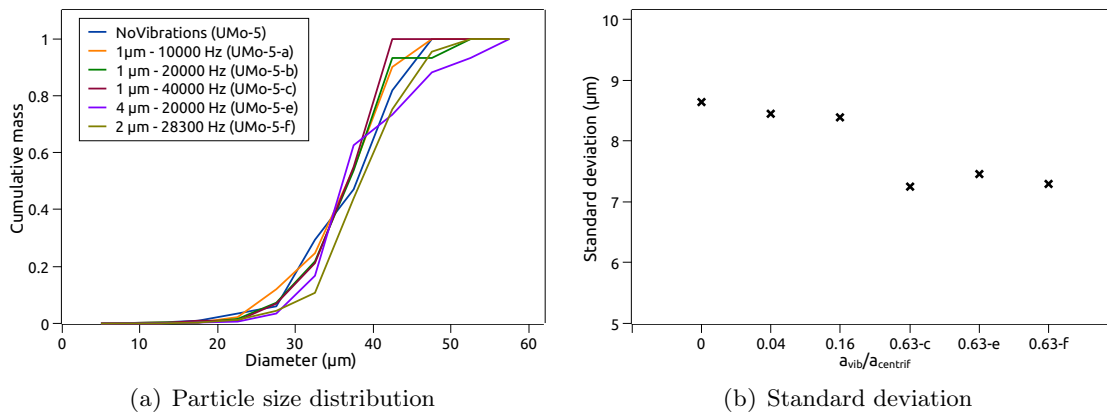 NoVibrations (UMo-5)
1μm - 10000 Hz (UMo-5-a)
1 μm - 20000 Hz (UMo-5-b)
1 μm - 40000 Hz (UMo-5-c)
4 μm - 20000 Hz (UMo-5-e)
2 μm - 28300 Hz (UMo-5-f)
Cumulative mass
1
0.8
0.6
0.4
0.2
0
0 10 20 30 40 50 60
Diameter (μm)
(a) Particle size distribution
Standard deviation (μm)
10
9
8
7
6
5
0 0.04 0.16 0.63-c 0.63-e 0.63-f
a_vib/a_centrif
(b) Standard deviation